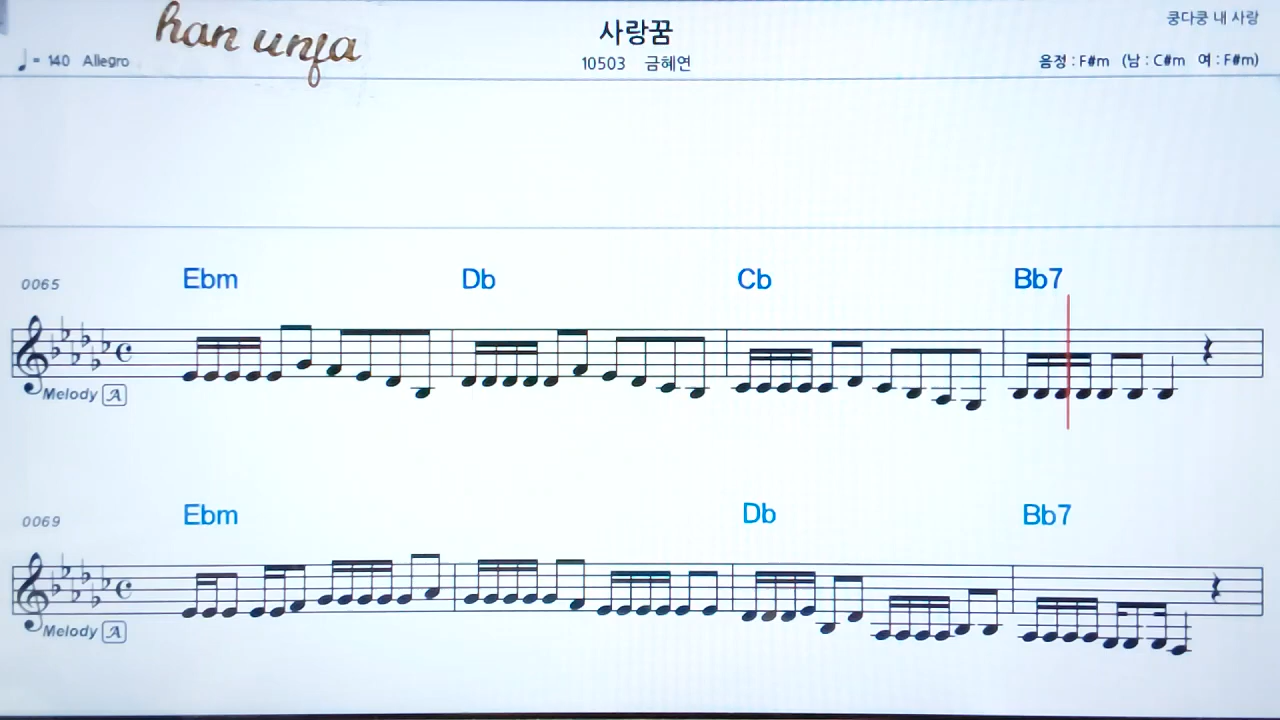 han unja
사랑꿈
쿵다쿵 내 사랑
♩= 140 Allegro
10503 금혜연
음정 : F#m (남 : C#m 여 : F#m)
0065 Ebm Db Cb Bb7
Melody A
0069 Ebm Db Bb7
Melody A